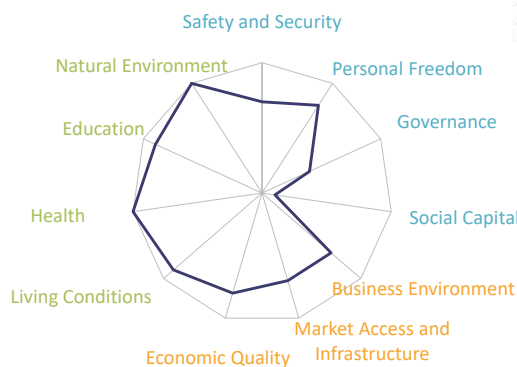 Safety and Security
Natural Environment
Personal Freedom
Education
Governance
Health
Social Capital
Living Conditions
Business Environment
Market Access and
Infrastructure
Economic Quality